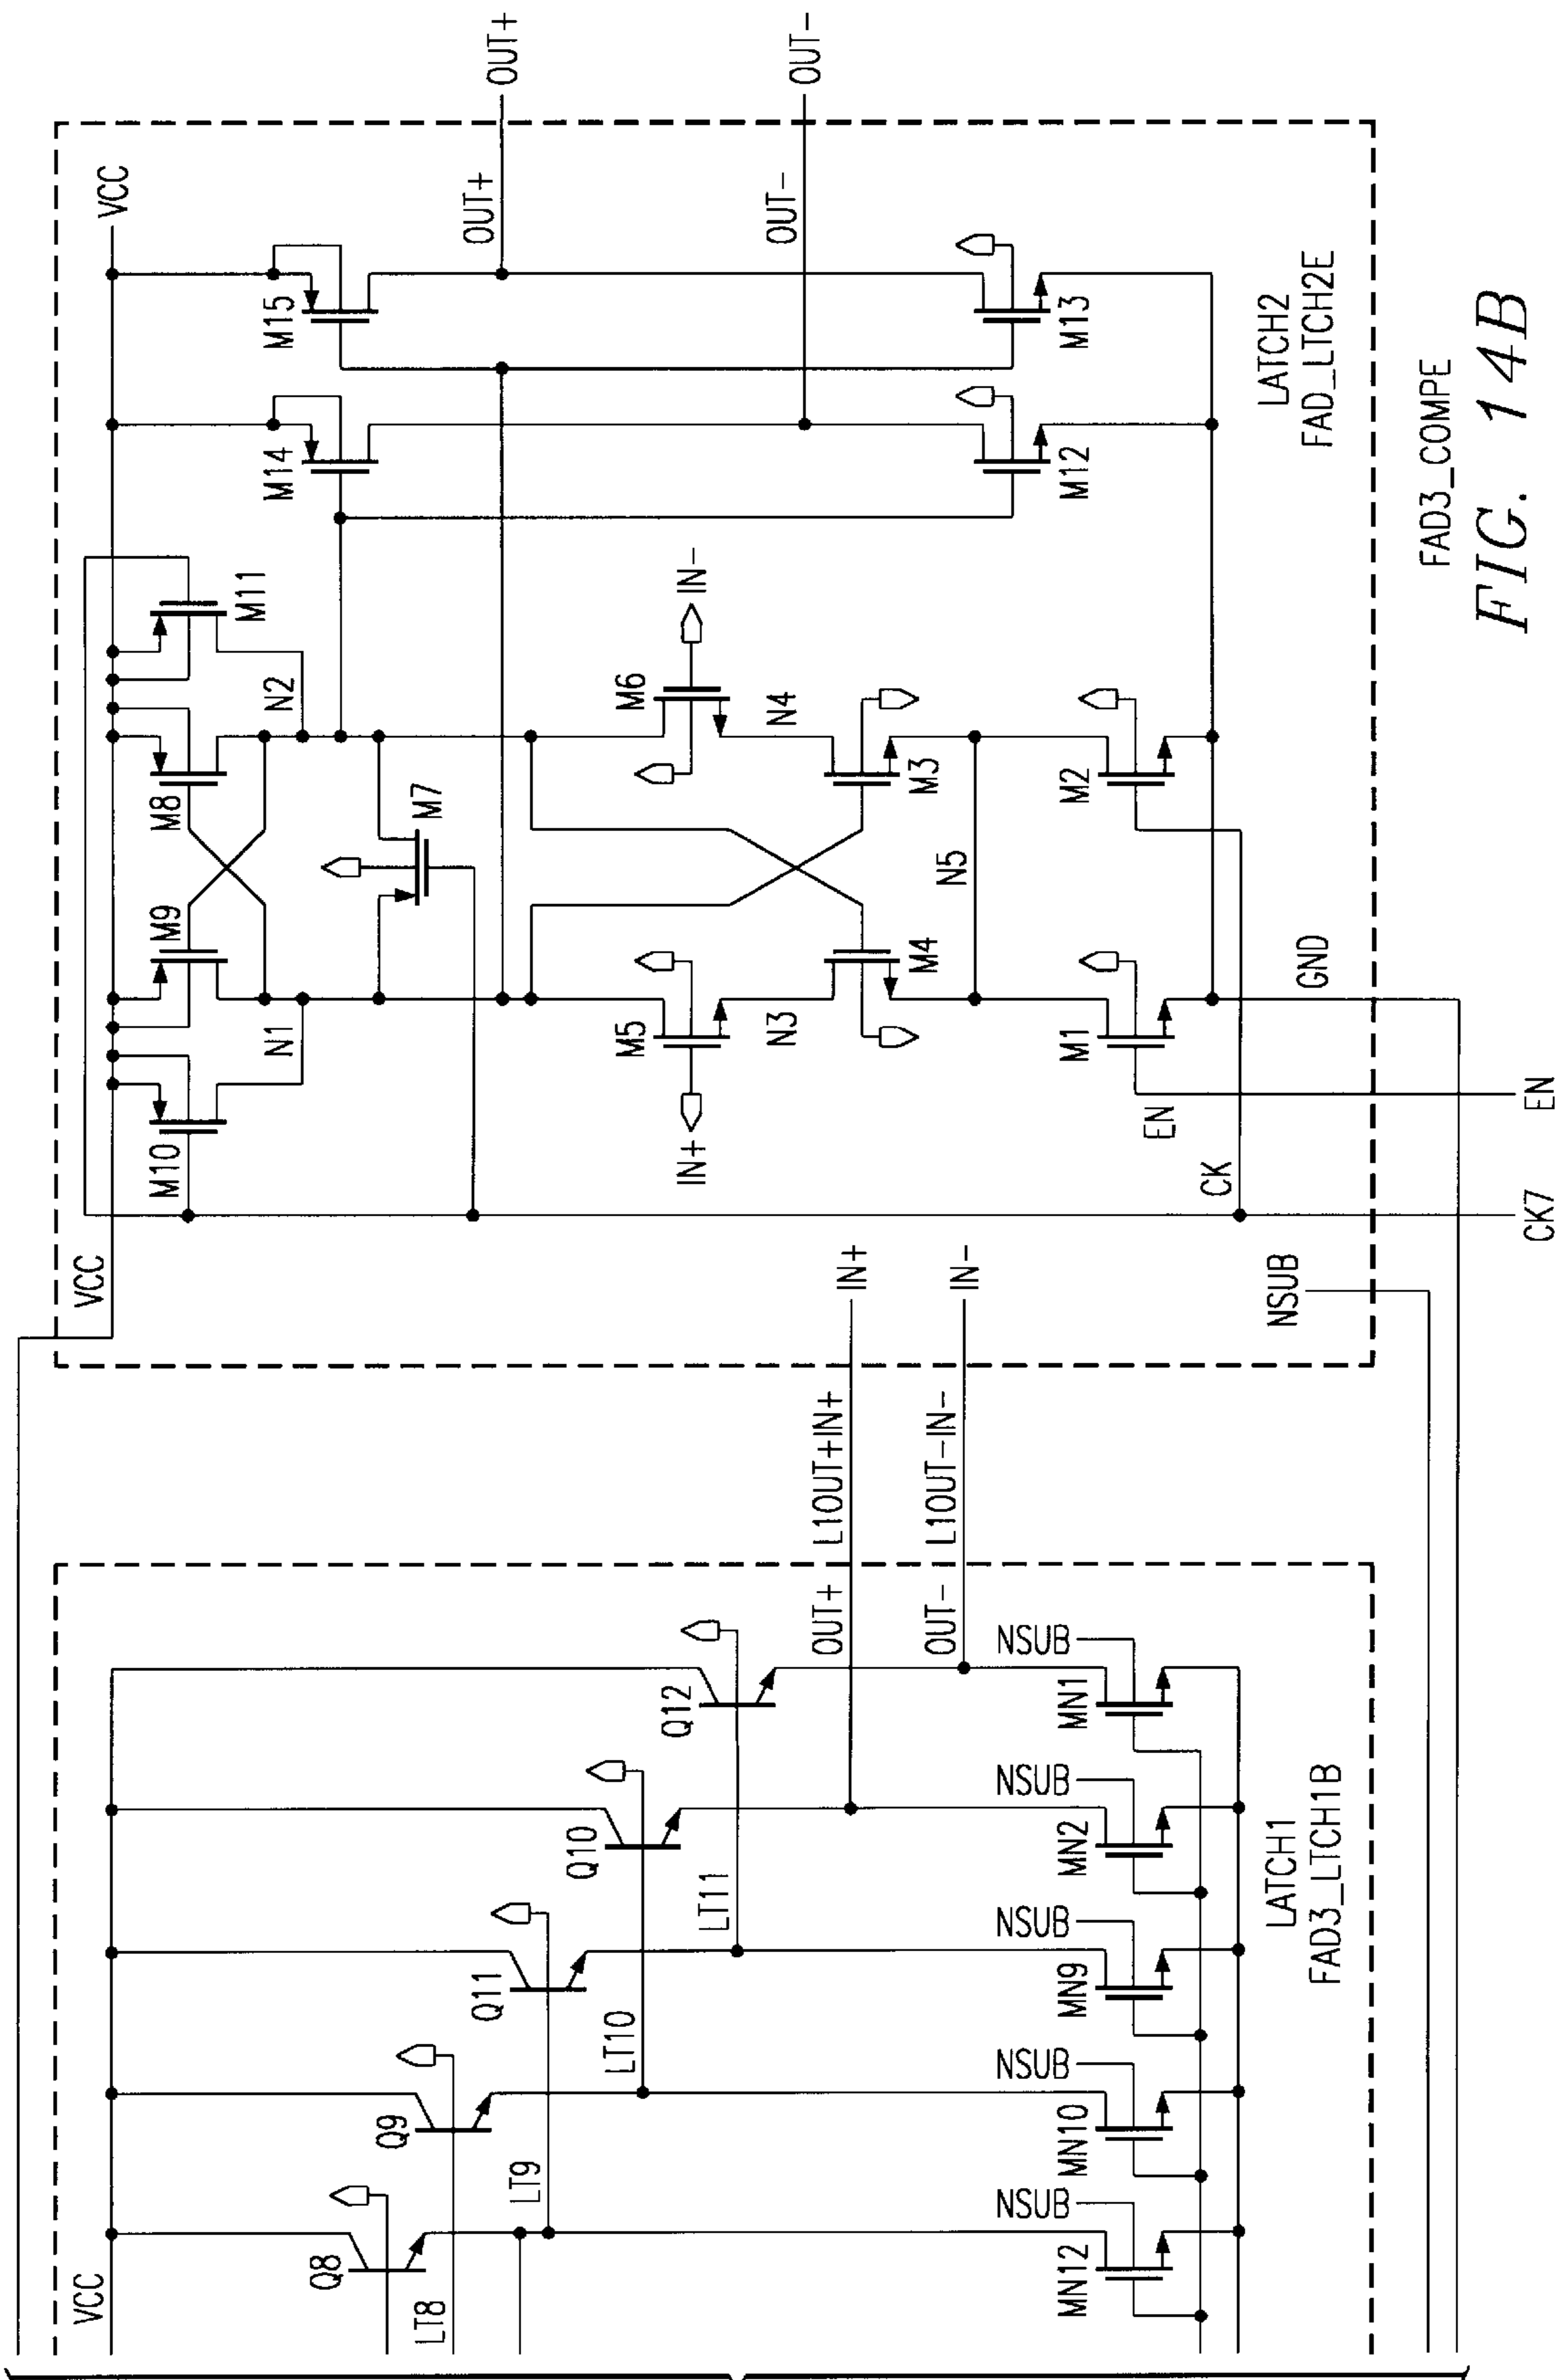 VCC
Q8
LT8
LT9
Q9
Q11
LT10
Q10
LT11
Q12
OUT+
L1OUT+IN+
IN+
OUT-
L1OUT-IN-
IN-
NSUB
NSUB
NSUB
NSUB
NSUB
MN12
MN10
MN9
MN2
MN1
LATCH1
FAD3_LTCH1B
VCC
VCC
M10
M9
M8
M11
N1
N2
M7
M14
M15
OUT+
OUT+
IN+
M5
M6
IN-
OUT-
OUT-
N3
N4
M4
M3
N5
M1
M2
M12
M13
EN
CK
GND
NSUB
LATCH2
FAD_LTCH2E
CK7
EN
FAD3_COMPE
FIG. 14B